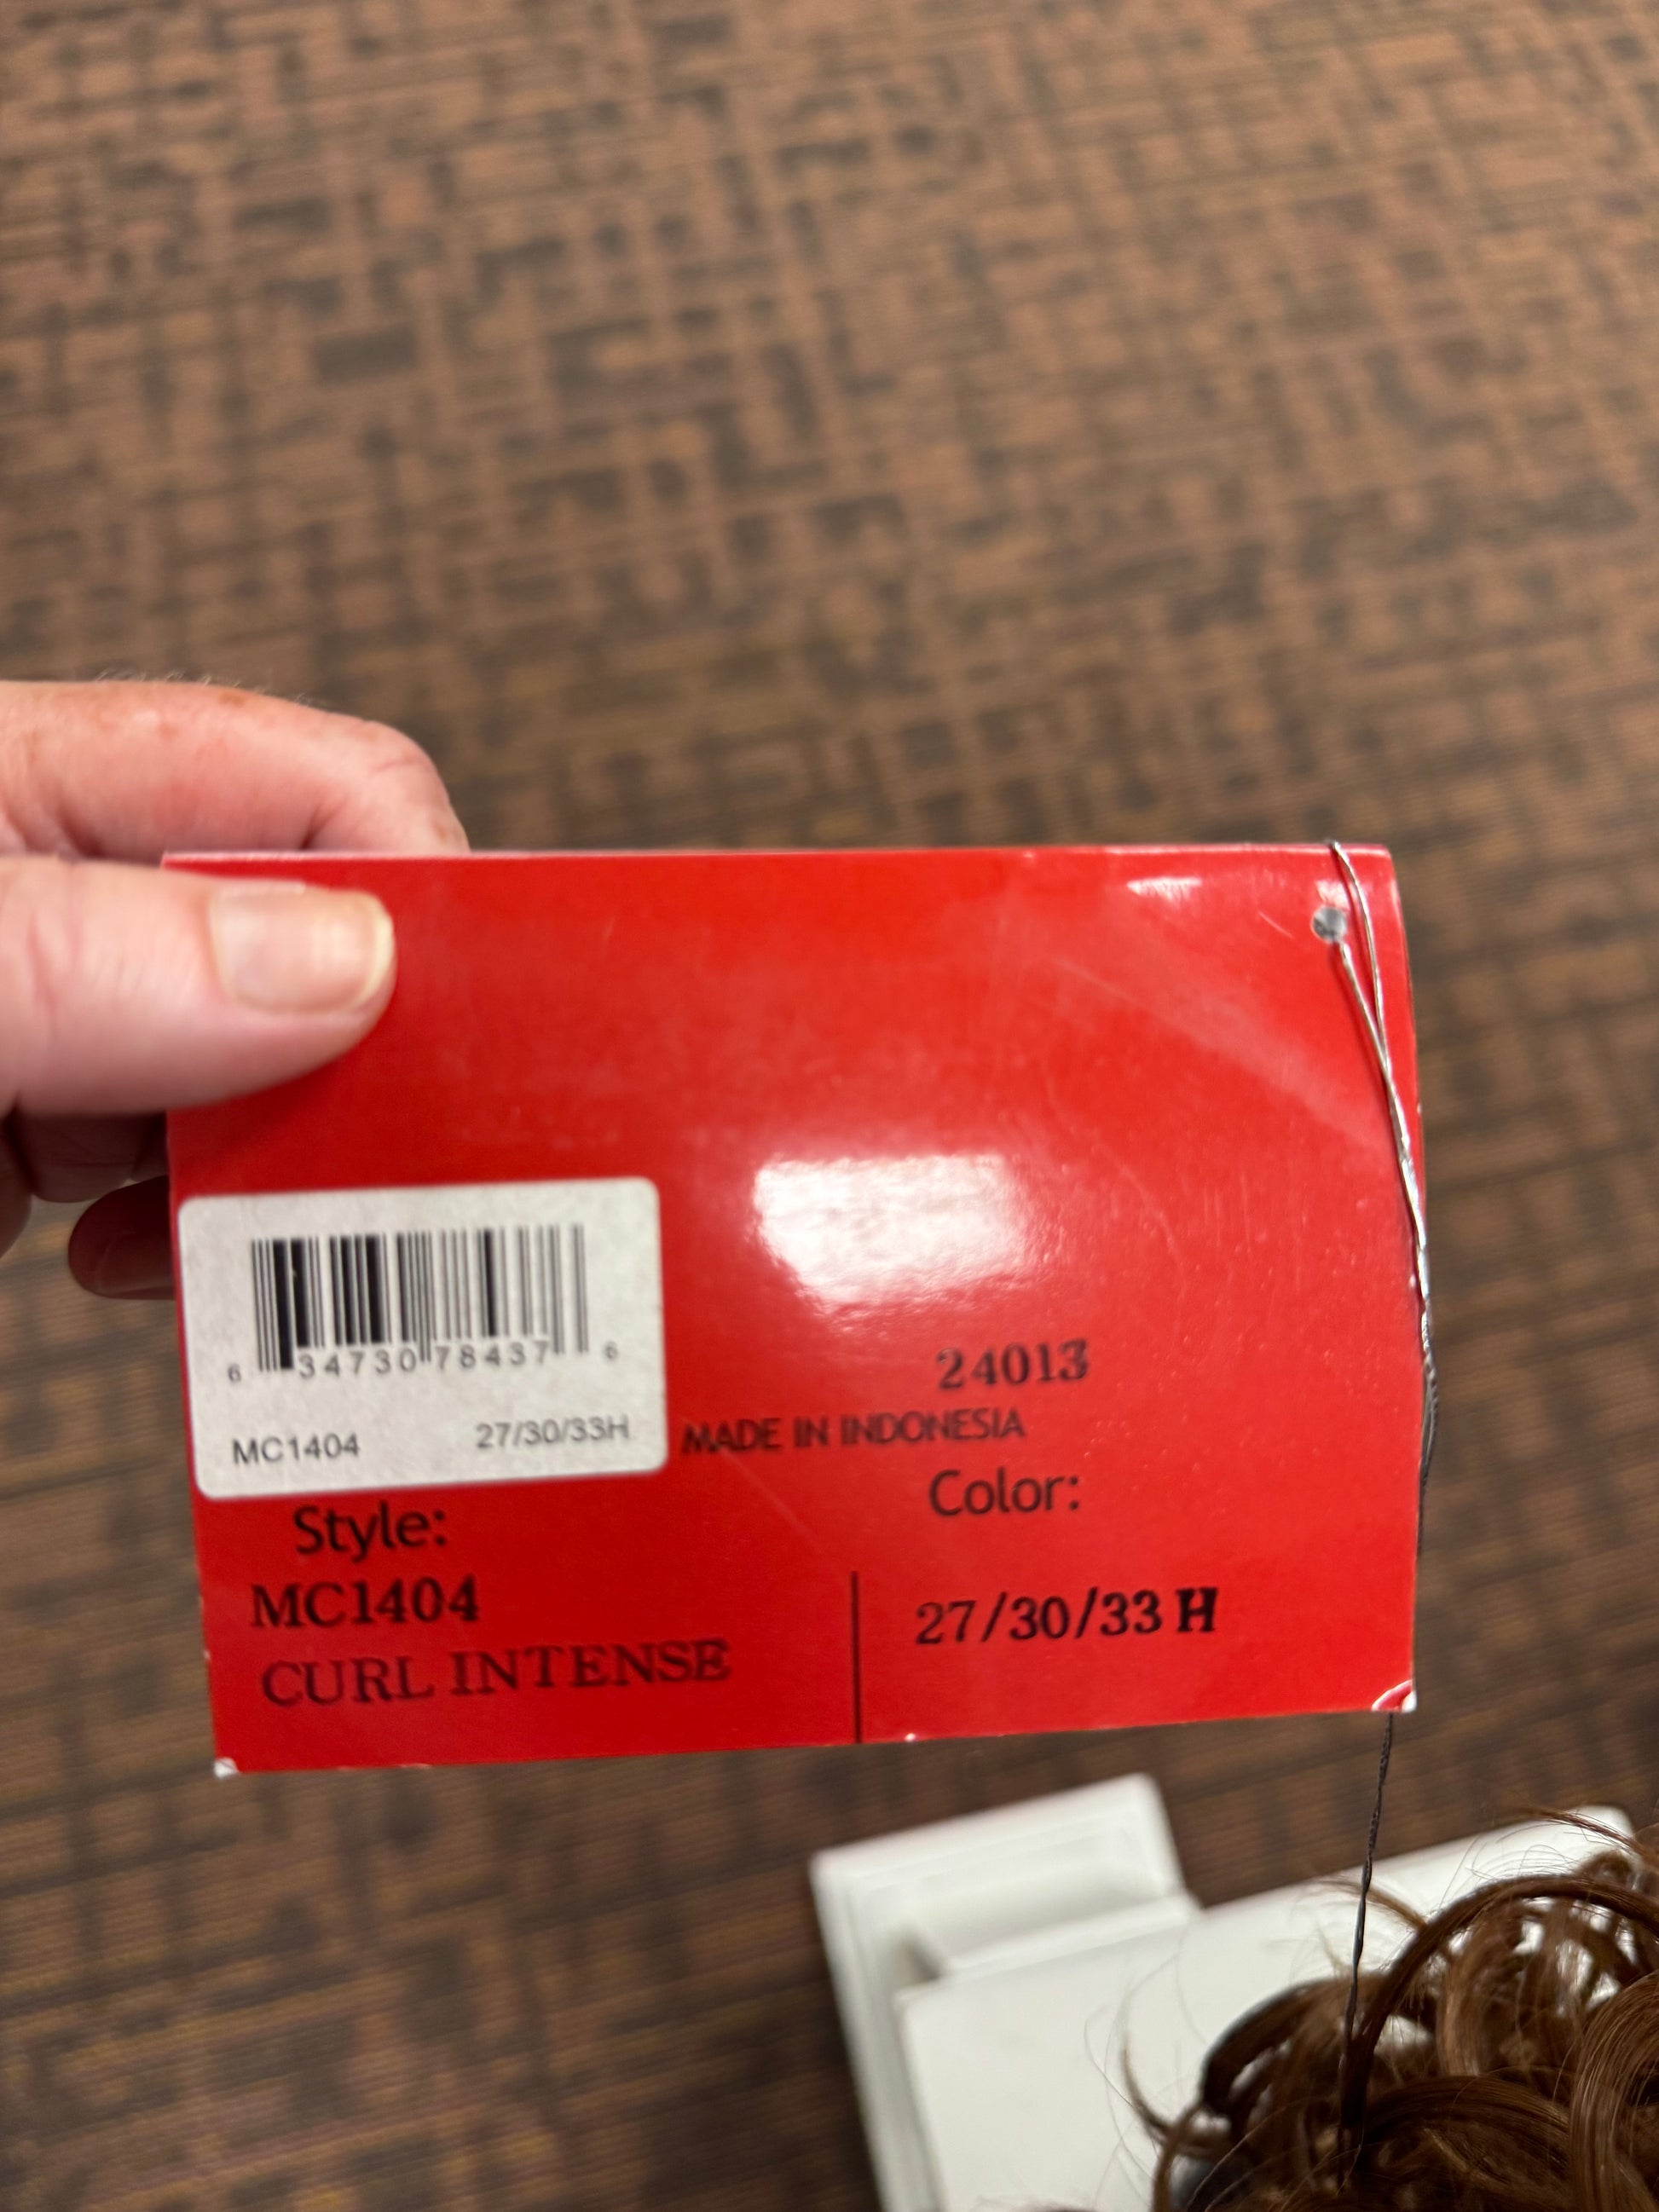 6 34730 78437 6
MC1404 27/30/33H
24013
MADE IN INDONESIA
Style:
MC1404
CURL INTENSE
Color:
27/30/33 H